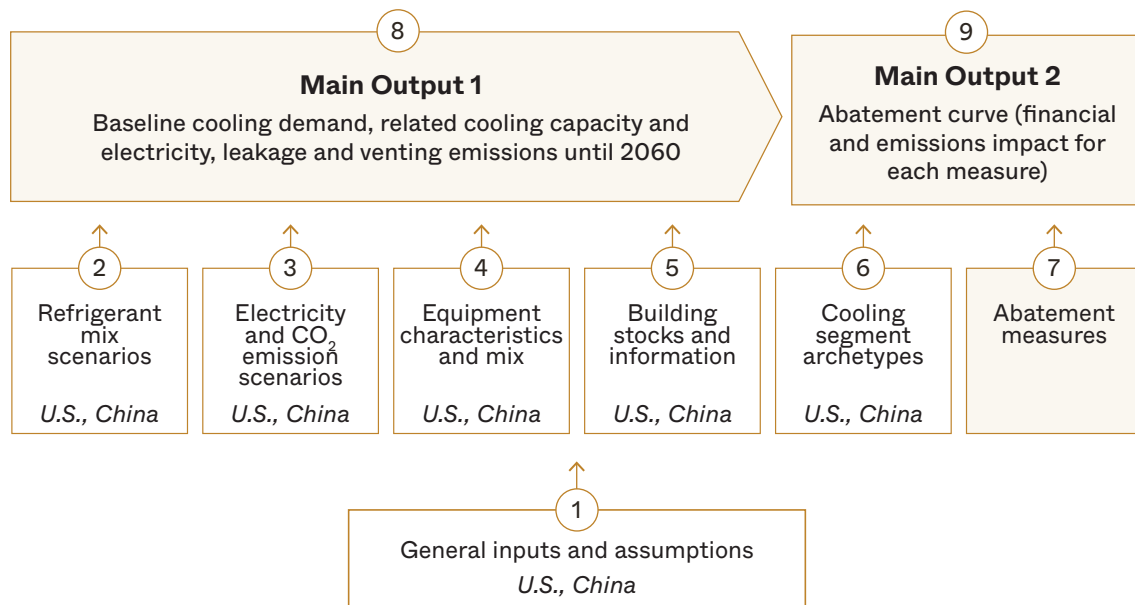 8
Main Output 1
Baseline cooling demand, related cooling capacity and
electricity, leakage and venting emissions until 2060
9
Main Output 2
Abatement curve (financial
and emissions impact for
each measure)
2
Refrigerant
mix
scenarios
U.S., China
3
Electricity
and CO₂
emission
scenarios
U.S., China
4
Equipment
characteristics
and mix
U.S., China
5
Building
stocks and
information
U.S., China
6
Cooling
segment
archetypes
U.S., China
7
Abatement
measures
1
General inputs and assumptions
U.S., China